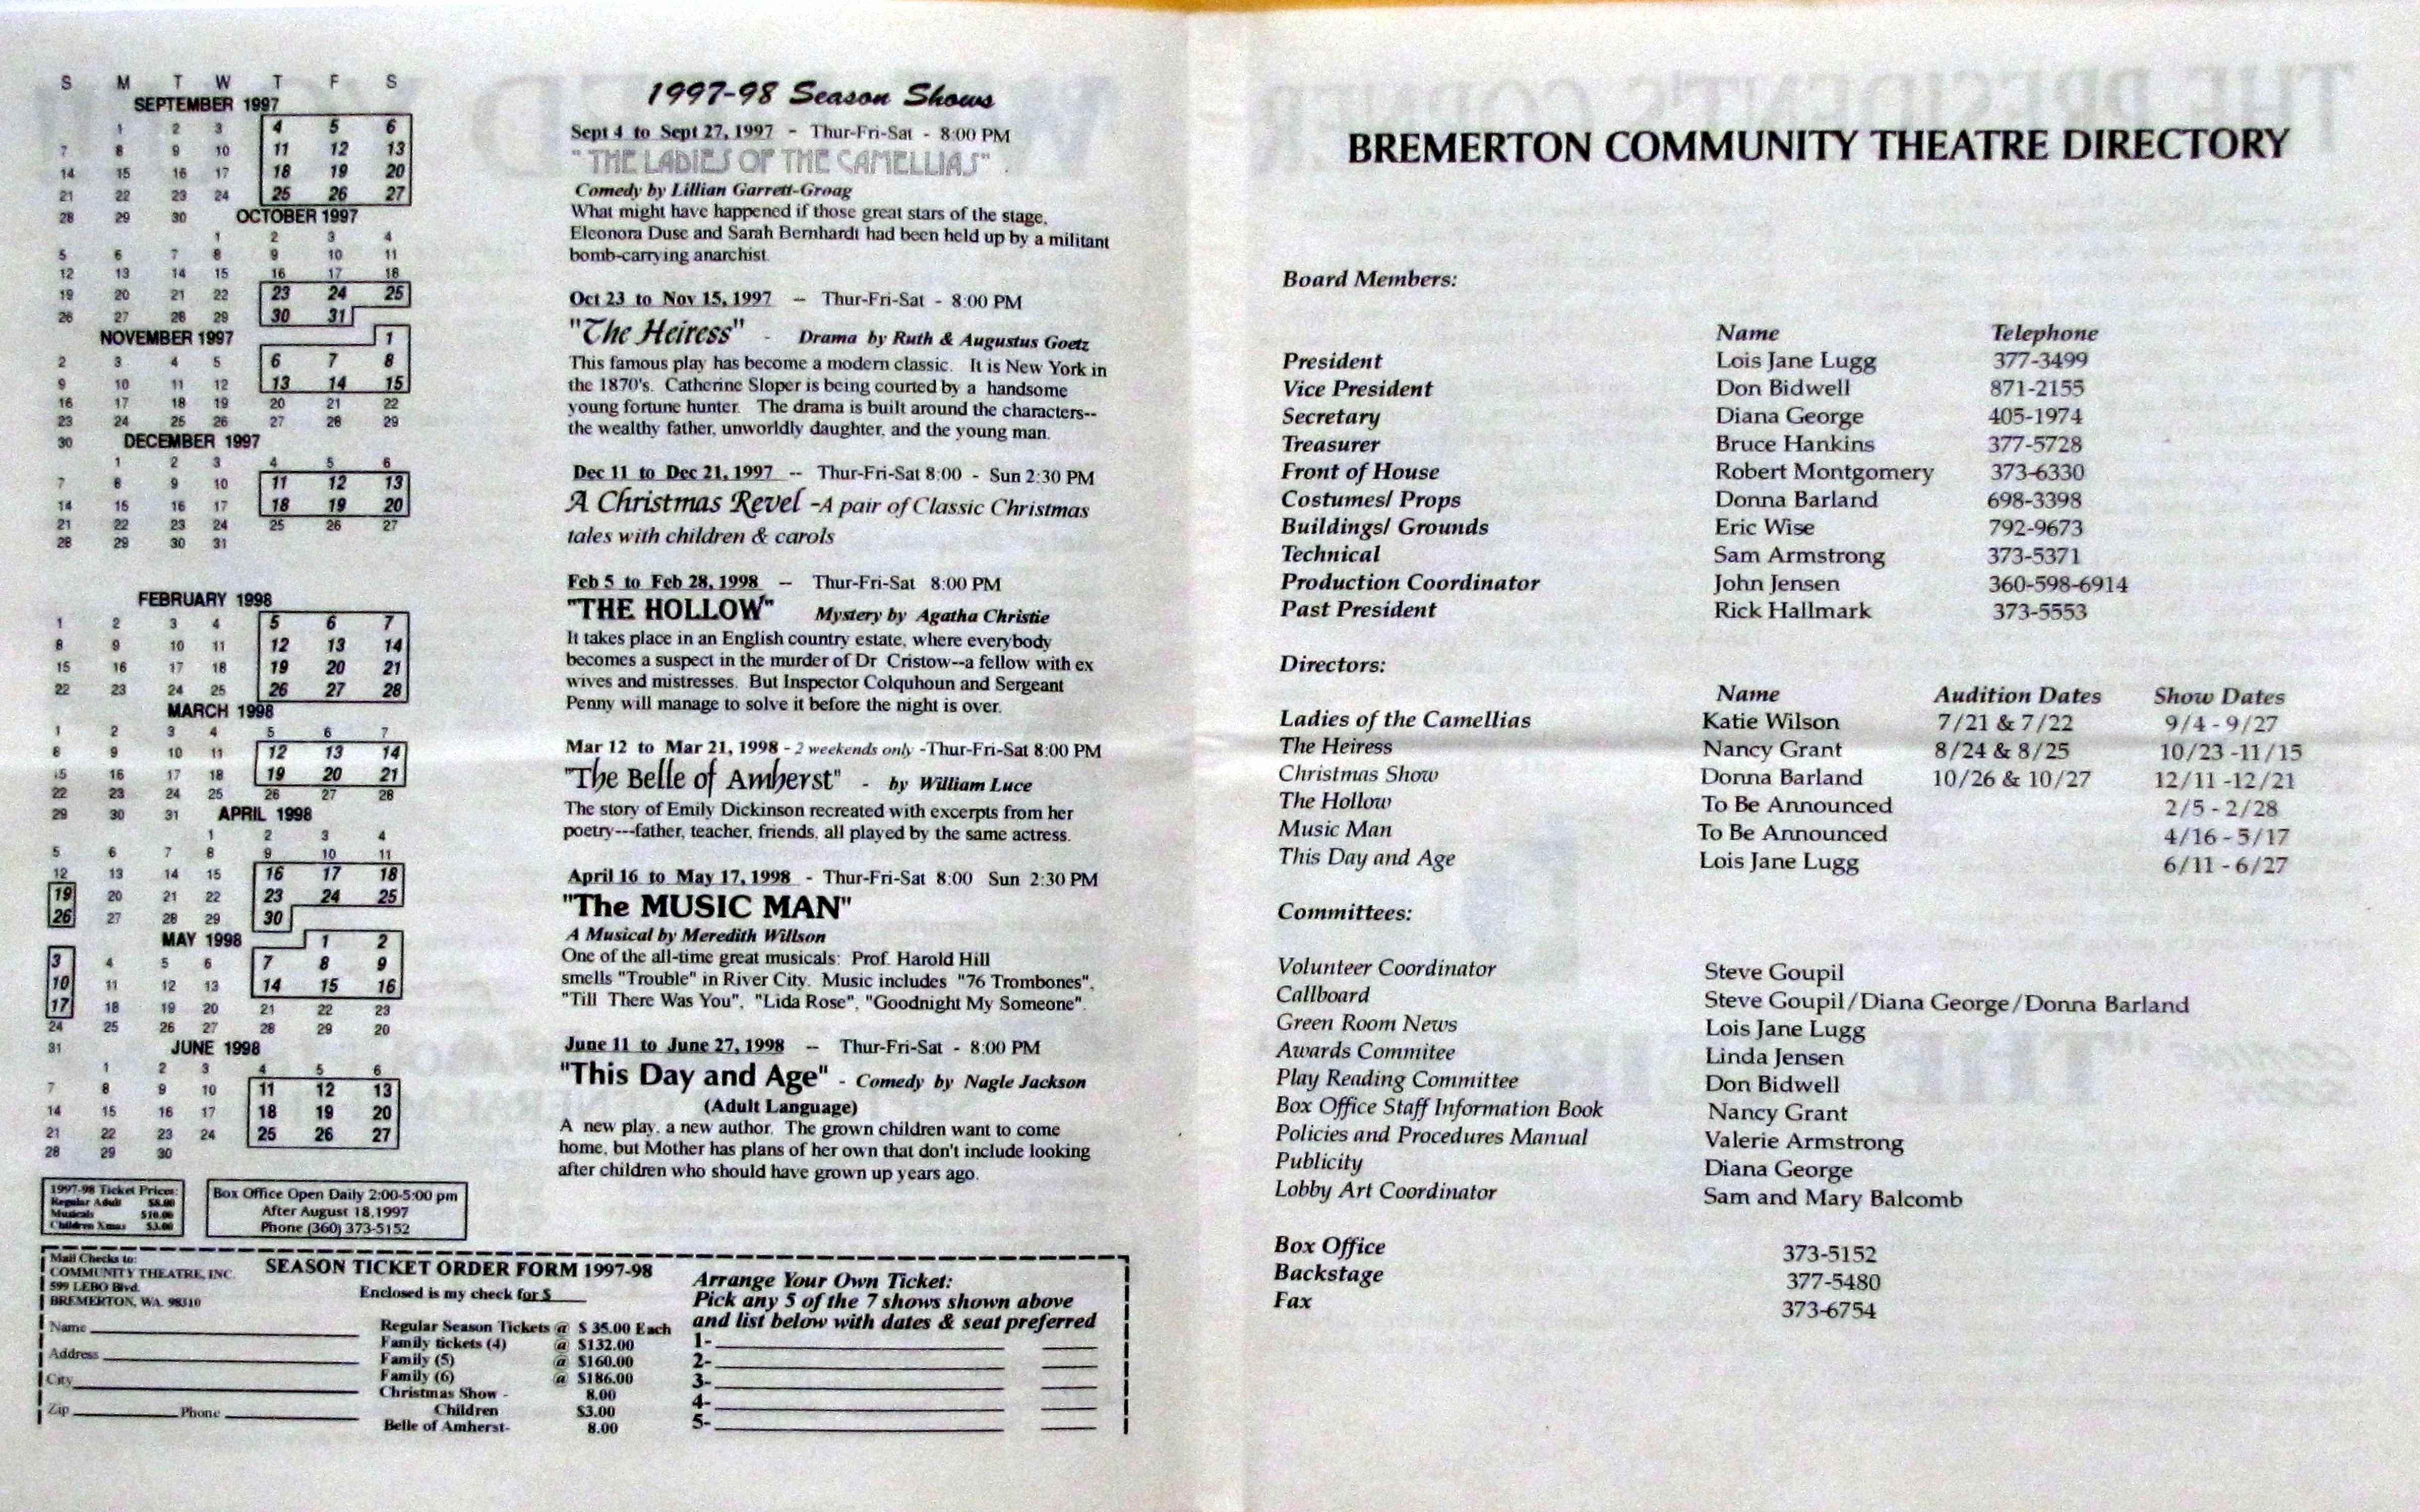 S M T W T F S
SEPTEMBER 1997
1 2 3 4 5 6
7 8 9 10 11 12 13
14 15 16 17 18 19 20
21 22 23 24 25 26 27
28 29 30 OCTOBER 1997
1 2 3 4
5 6 7 8 9 10 11
12 13 14 15 16 17 18
19 20 21 22 23 24 25
26 27 28 29 30 31
NOVEMBER 1997 1
2 3 4 5 6 7 8
9 10 11 12 13 14 15
16 17 18 19 20 21 22
23 24 25 26 27 28 29
30 DECEMBER 1997
1 2 3 4 5 6
7 8 9 10 11 12 13
14 15 16 17 18 19 20
21 22 23 24 25 26 27
28 29 30 31
FEBRUARY 1998
1 2 3 4 5 6 7
8 9 10 11 12 13 14
15 16 17 18 19 20 21
22 23 24 25 26 27 28
MARCH 1998
1 2 3 4 5 6 7
8 9 10 11 12 13 14
15 16 17 18 19 20 21
22 23 24 25 26 27 28
29 30 31 APRIL 1998
1 2 3 4
5 6 7 8 9 10 11
12 13 14 15 16 17 18
19 20 21 22 23 24 25
26 27 28 29 30
MAY 1998 1 2
3 4 5 6 7 8 9
10 11 12 13 14 15 16
17 18 19 20 21 22 23
24 25 26 27 28 29 20
31 JUNE 1998
1 2 3 4 5 6
7 8 9 10 11 12 13
14 15 16 17 18 19 20
21 22 23 24 25 26 27
28 29 30
1997-98 Ticket Prices:
Regular Adult $8.00
Musicals $10.00
Children Xmas $3.00
Box Office Open Daily 2:00-5:00 pm
After August 18,1997
Phone (360) 373-5152
1997-98 Season Shows
Sept 4 to Sept 27, 1997 - Thur-Fri-Sat - 8:00 PM
"THE LADIES OF THE CAMELLIAS".
Comedy by Lillian Garrett-Groag
What might have happened if those great stars of the stage,
Eleonora Duse and Sarah Bernhardt had been held up by a militant
bomb-carrying anarchist.
Oct 23 to Nov 15, 1997 -- Thur-Fri-Sat - 8:00 PM
"The Heiress" - Drama by Ruth & Augustus Goetz
This famous play has become a modern classic. It is New York in
the 1870's. Catherine Sloper is being courted by a handsome
young fortune hunter. The drama is built around the characters--
the wealthy father, unworldly daughter, and the young man.
Dec 11 to Dec 21, 1997 -- Thur-Fri-Sat 8:00 - Sun 2:30 PM
A Christmas Revel -A pair of Classic Christmas
tales with children & carols
Feb 5 to Feb 28, 1998 -- Thur-Fri-Sat 8:00 PM
"THE HOLLOW" Mystery by Agatha Christie
It takes place in an English country estate, where everybody
becomes a suspect in the murder of Dr Cristow--a fellow with ex
wives and mistresses. But Inspector Colquhoun and Sergeant
Penny will manage to solve it before the night is over.
Mar 12 to Mar 21, 1998 - 2 weekends only -Thur-Fri-Sat 8:00 PM
"The Belle of Amherst" - by William Luce
The story of Emily Dickinson recreated with excerpts from her
poetry---father, teacher, friends, all played by the same actress.
April 16 to May 17, 1998 - Thur-Fri-Sat 8:00 Sun 2:30 PM
"The MUSIC MAN"
A Musical by Meredith Willson
One of the all-time great musicals: Prof. Harold Hill
smells "Trouble" in River City. Music includes "76 Trombones",
"Till There Was You", "Lida Rose", "Goodnight My Someone".
June 11 to June 27, 1998 -- Thur-Fri-Sat - 8:00 PM
"This Day and Age" - Comedy by Nagle Jackson
(Adult Language)
A new play, a new author. The grown children want to come
home, but Mother has plans of her own that don't include looking
after children who should have grown up years ago.
Mail Checks to:
COMMUNITY THEATRE, INC.
599 LEBO Blvd.
BREMERTON, WA. 98310
Name
Address
City
Zip Phone
SEASON TICKET ORDER FORM 1997-98
Enclosed is my check for $
Regular Season Tickets @ $ 35.00 Each
Family tickets (4) @ $132.00
Family (5) @ $160.00
Family (6) @ $186.00
Christmas Show - 8.00
Children $3.00
Belle of Amherst- 8.00
Arrange Your Own Ticket:
Pick any 5 of the 7 shows shown above
and list below with dates & seat preferred
1-
2-
3-
4-
5-
BREMERTON COMMUNITY THEATRE DIRECTORY
Board Members:
Name Telephone
President Lois Jane Lugg 377-3499
Vice President Don Bidwell 871-2155
Secretary Diana George 405-1974
Treasurer Bruce Hankins 377-5728
Front of House Robert Montgomery 373-6330
Costumes/ Props Donna Barland 698-3398
Buildings/ Grounds Eric Wise 792-9673
Technical Sam Armstrong 373-5371
Production Coordinator John Jensen 360-598-6914
Past President Rick Hallmark 373-5553
Directors:
Name Audition Dates Show Dates
Ladies of the Camellias Katie Wilson 7/21 & 7/22 9/4 - 9/27
The Heiress Nancy Grant 8/24 & 8/25 10/23 -11/15
Christmas Show Donna Barland 10/26 & 10/27 12/11 -12/21
The Hollow To Be Announced 2/5 - 2/28
Music Man To Be Announced 4/16 - 5/17
This Day and Age Lois Jane Lugg 6/11 - 6/27
Committees:
Volunteer Coordinator Steve Goupil
Callboard Steve Goupil/Diana George/Donna Barland
Green Room News Lois Jane Lugg
Awards Commitee Linda Jensen
Play Reading Committee Don Bidwell
Box Office Staff Information Book Nancy Grant
Policies and Procedures Manual Valerie Armstrong
Publicity Diana George
Lobby Art Coordinator Sam and Mary Balcomb
Box Office 373-5152
Backstage 377-5480
Fax 373-6754